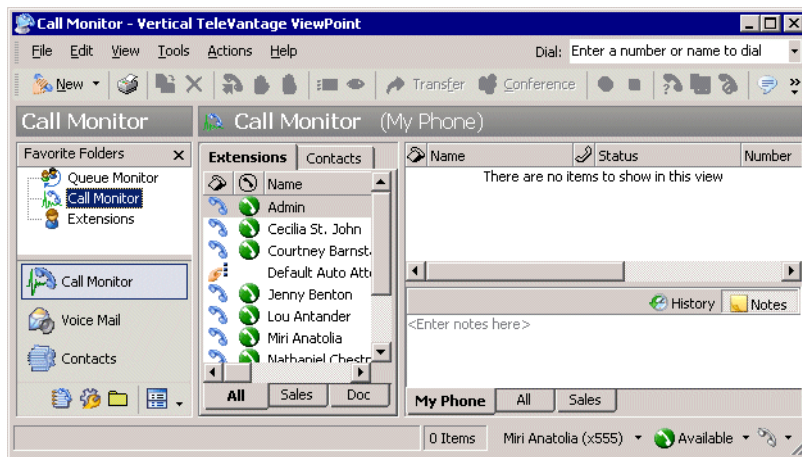 Call Monitor - Vertical TeleVantage ViewPoint
File Edit View Tools Actions Help Dial: Enter a number or name to dial
New Transfer Conference
Call Monitor Call Monitor (My Phone)
Favorite Folders x
Queue Monitor
Call Monitor
Extensions
Call Monitor
Voice Mail
Contacts
Extensions Contacts
Name
Admin
Cecilia St. John
Courtney Barnst
Default Auto Att
Jenny Benton
Lou Antander
Miri Anatolia
Nathaniel Chestr
All Sales Doc
Name Status Number
There are no items to show in this view
History Notes
<Enter notes here>
My Phone All Sales
0 Items Miri Anatolia (x555) Available